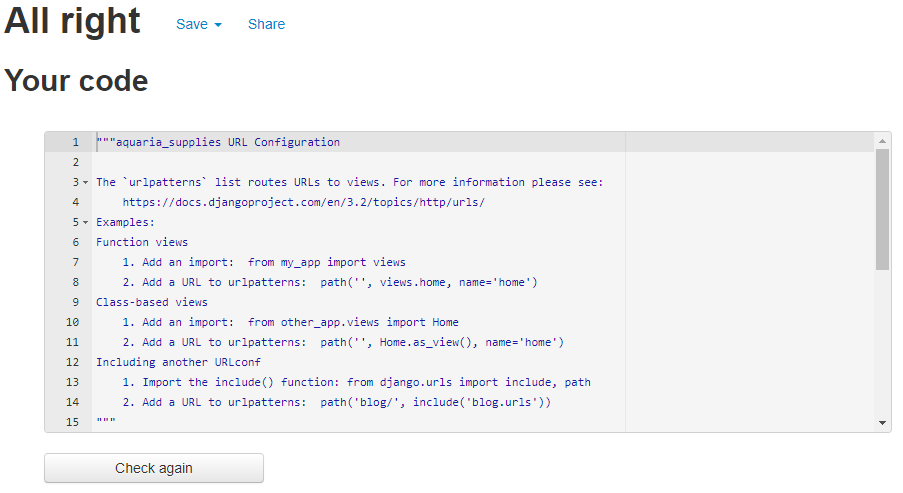 All right Save Share
Your code
1 """aquaria_supplies URL Configuration
2
3 The `urlpatterns` list routes URLs to views. For more information please see:
4 https://docs.djangoproject.com/en/3.2/topics/http/urls/
5 Examples:
6 Function views
7 1. Add an import:  from my_app import views
8 2. Add a URL to urlpatterns:  path('', views.home, name='home')
9 Class-based views
10 1. Add an import:  from other_app.views import Home
11 2. Add a URL to urlpatterns:  path('', Home.as_view(), name='home')
12 Including another URLconf
13 1. Import the include() function: from django.urls import include, path
14 2. Add a URL to urlpatterns:  path('blog/', include('blog.urls'))
15 """
Check again